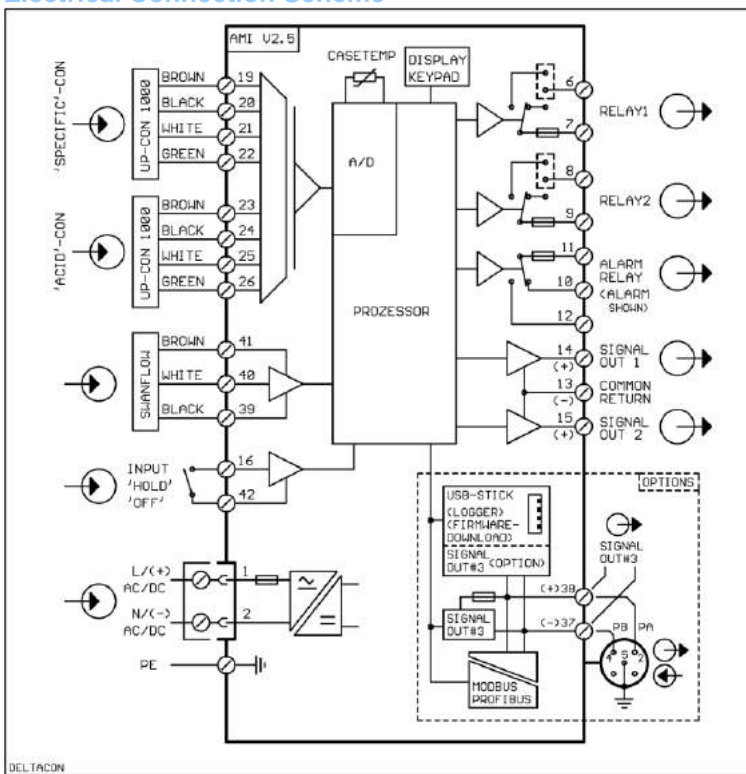 Electrical Connection Scheme
AMI V2.5
'SPECIFIC'-CON
UP-CON 1000
BROWN 19
BLACK 20
WHITE 21
GREEN 22
'ACID'-CON
UP-CON 1000
BROWN 23
BLACK 24
WHITE 25
GREEN 26
SWANFLOW
BROWN 41
WHITE 40
BLACK 39
INPUT 16
'HOLD'
'OFF' 42
L/(+) 1
AC/DC
N/(-) 2
AC/DC
PE
CASETEMP
DISPLAY
KEYPAD
A/D
PROZESSOR
6
RELAY1
7
8
RELAY2
9
11
ALARM
10 RELAY
(ALARM
SHOWN)
12
14 SIGNAL
(+) OUT 1
13 COMMON
(-) RETURN
15 SIGNAL
(+) OUT 2
OPTIONS
USB-STICK
(LOGGER)
(FIRMWARE-
DOWNLOAD)
SIGNAL
OUT#3 (OPTION)
SIGNAL
OUT#3
(+)38
SIGNAL
OUT#3
(-)37 PB PA
4 5 2
MODBUS
PROFIBUS
DELTACON